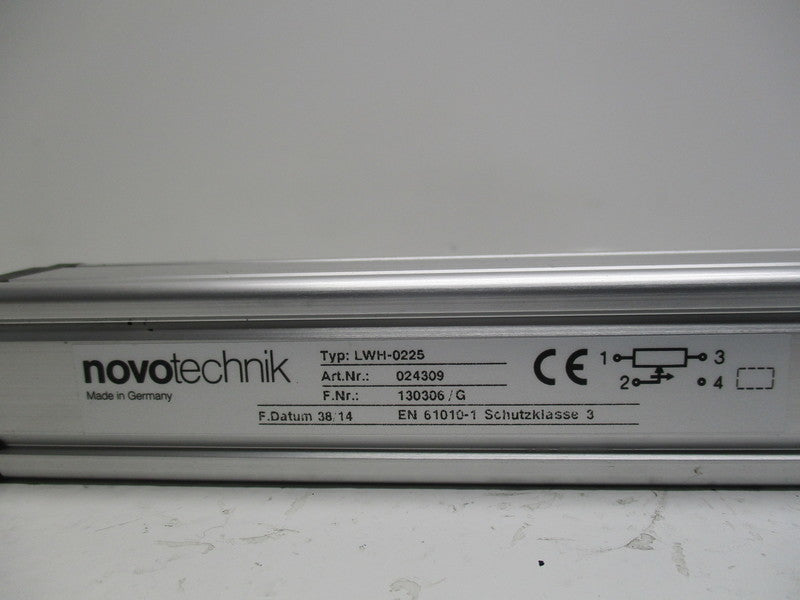 novotechnik
Made in Germany
Typ: LWH-0225
Art.Nr.: 024309
F.Nr.: 130306/G
F.Datum 38/14 EN 61010-1 Schutzklasse 3
CE
1 3
2 4